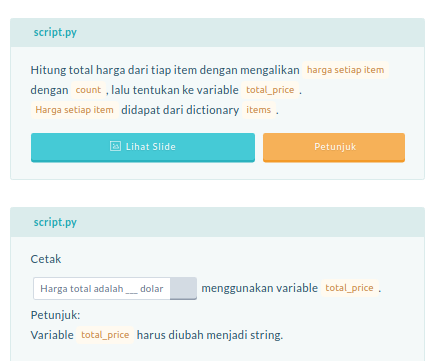 script.py
Hitung total harga dari tiap item dengan mengalikan harga setiap item
dengan count , lalu tentukan ke variable total_price .
Harga setiap item didapat dari dictionary items .
Lihat Slide
Petunjuk
script.py
Cetak
Harga total adalah ___ dolar menggunakan variable total_price .
Petunjuk:
Variable total_price harus diubah menjadi string.